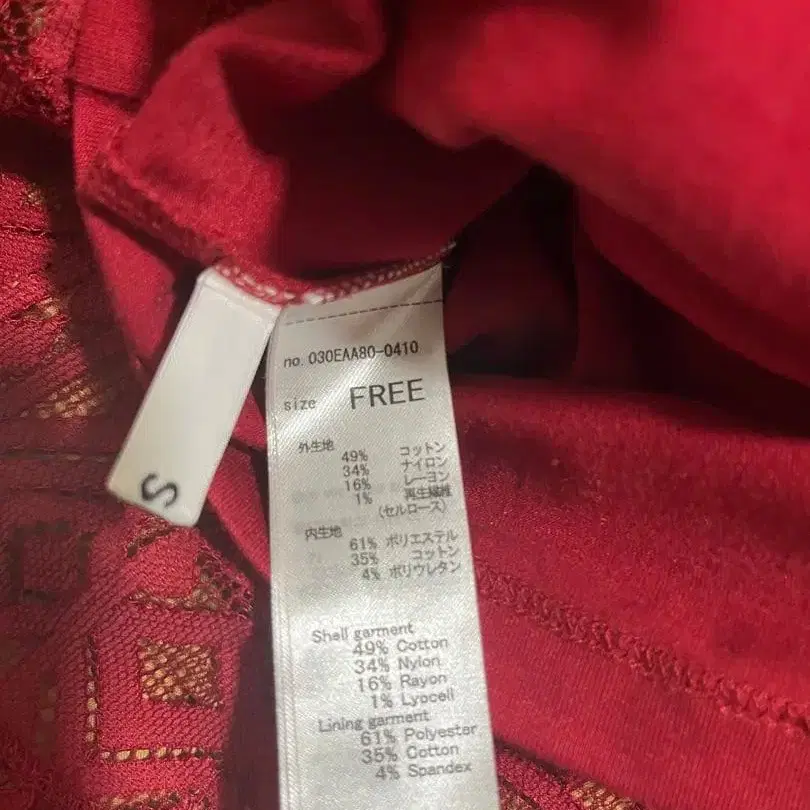 no. 030EAA80-0410
size FREE
外生地
49% コットン
34% ナイロン
16% レーヨン
1% 再生繊維
(セルロース)
内生地
61% ポリエステル
35% コットン
4% ポリウレタン
Shell garment
49% Cotton
34% Nylon
16% Rayon
1% Lyocell
Lining garment
61% Polyester
35% Cotton
4% Spandex
S